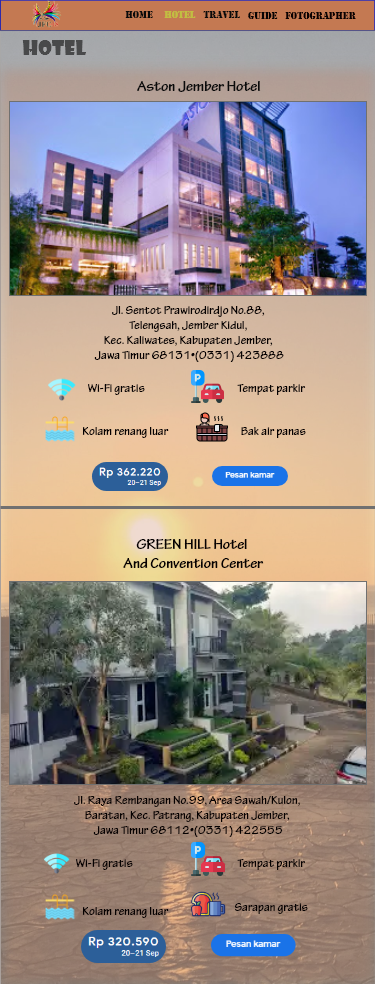 HOME HOTEL TRAVEL GUIDE FOTOGRAPHER
HOTEL
Aston Jember Hotel
ASTON
Jl. Sentot Prawirodirdjo No.88,
Telengsah, Jember Kidul,
Kec. Kaliwates, Kabupaten Jember,
Jawa Timur 68131•(0331) 423888
Wi-Fi gratis
P
Tempat parkir
Kolam renang luar
Bak air panas
Rp 362.220
20–21 Sep
Pesan kamar
GREEN HILL Hotel
And Convention Center
Jl. Raya Rembangan No.99, Area Sawah/Kulon,
Baratan, Kec. Patrang, Kabupaten Jember,
Jawa Timur 68112•(0331) 422555
Wi-Fi gratis
P
Tempat parkir
Kolam renang luar
Sarapan gratis
Rp 320.590
20–21 Sep
Pesan kamar